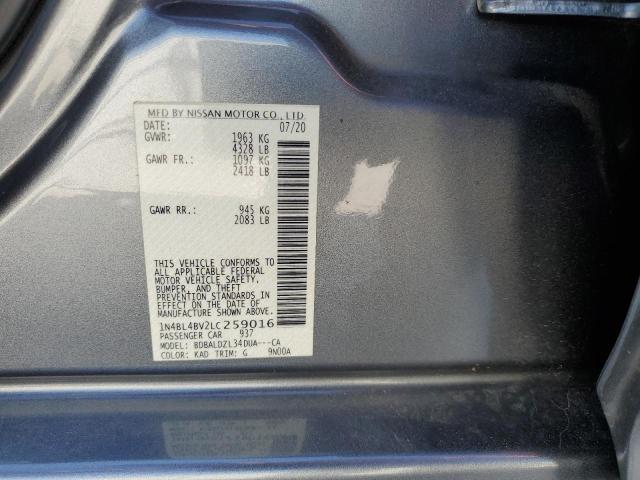 MFD BY NISSAN MOTOR CO., LTD.
DATE: 07/20
GVWR: 1963 KG
4328 LB
GAWR FR.: 1097 KG
2418 LB
GAWR RR.: 945 KG
2083 LB
THIS VEHICLE CONFORMS TO
ALL APPLICABLE FEDERAL
MOTOR VEHICLE SAFETY,
BUMPER, AND THEFT
PREVENTION STANDARDS IN
EFFECT ON THE DATE OF
MANUFACTURE SHOWN ABOVE.
1N4BL4BV2LC259016
PASSENGER CAR 937
MODEL: BDBALDZL34DUA---CA
COLOR: KAD TRIM: G 9N00A